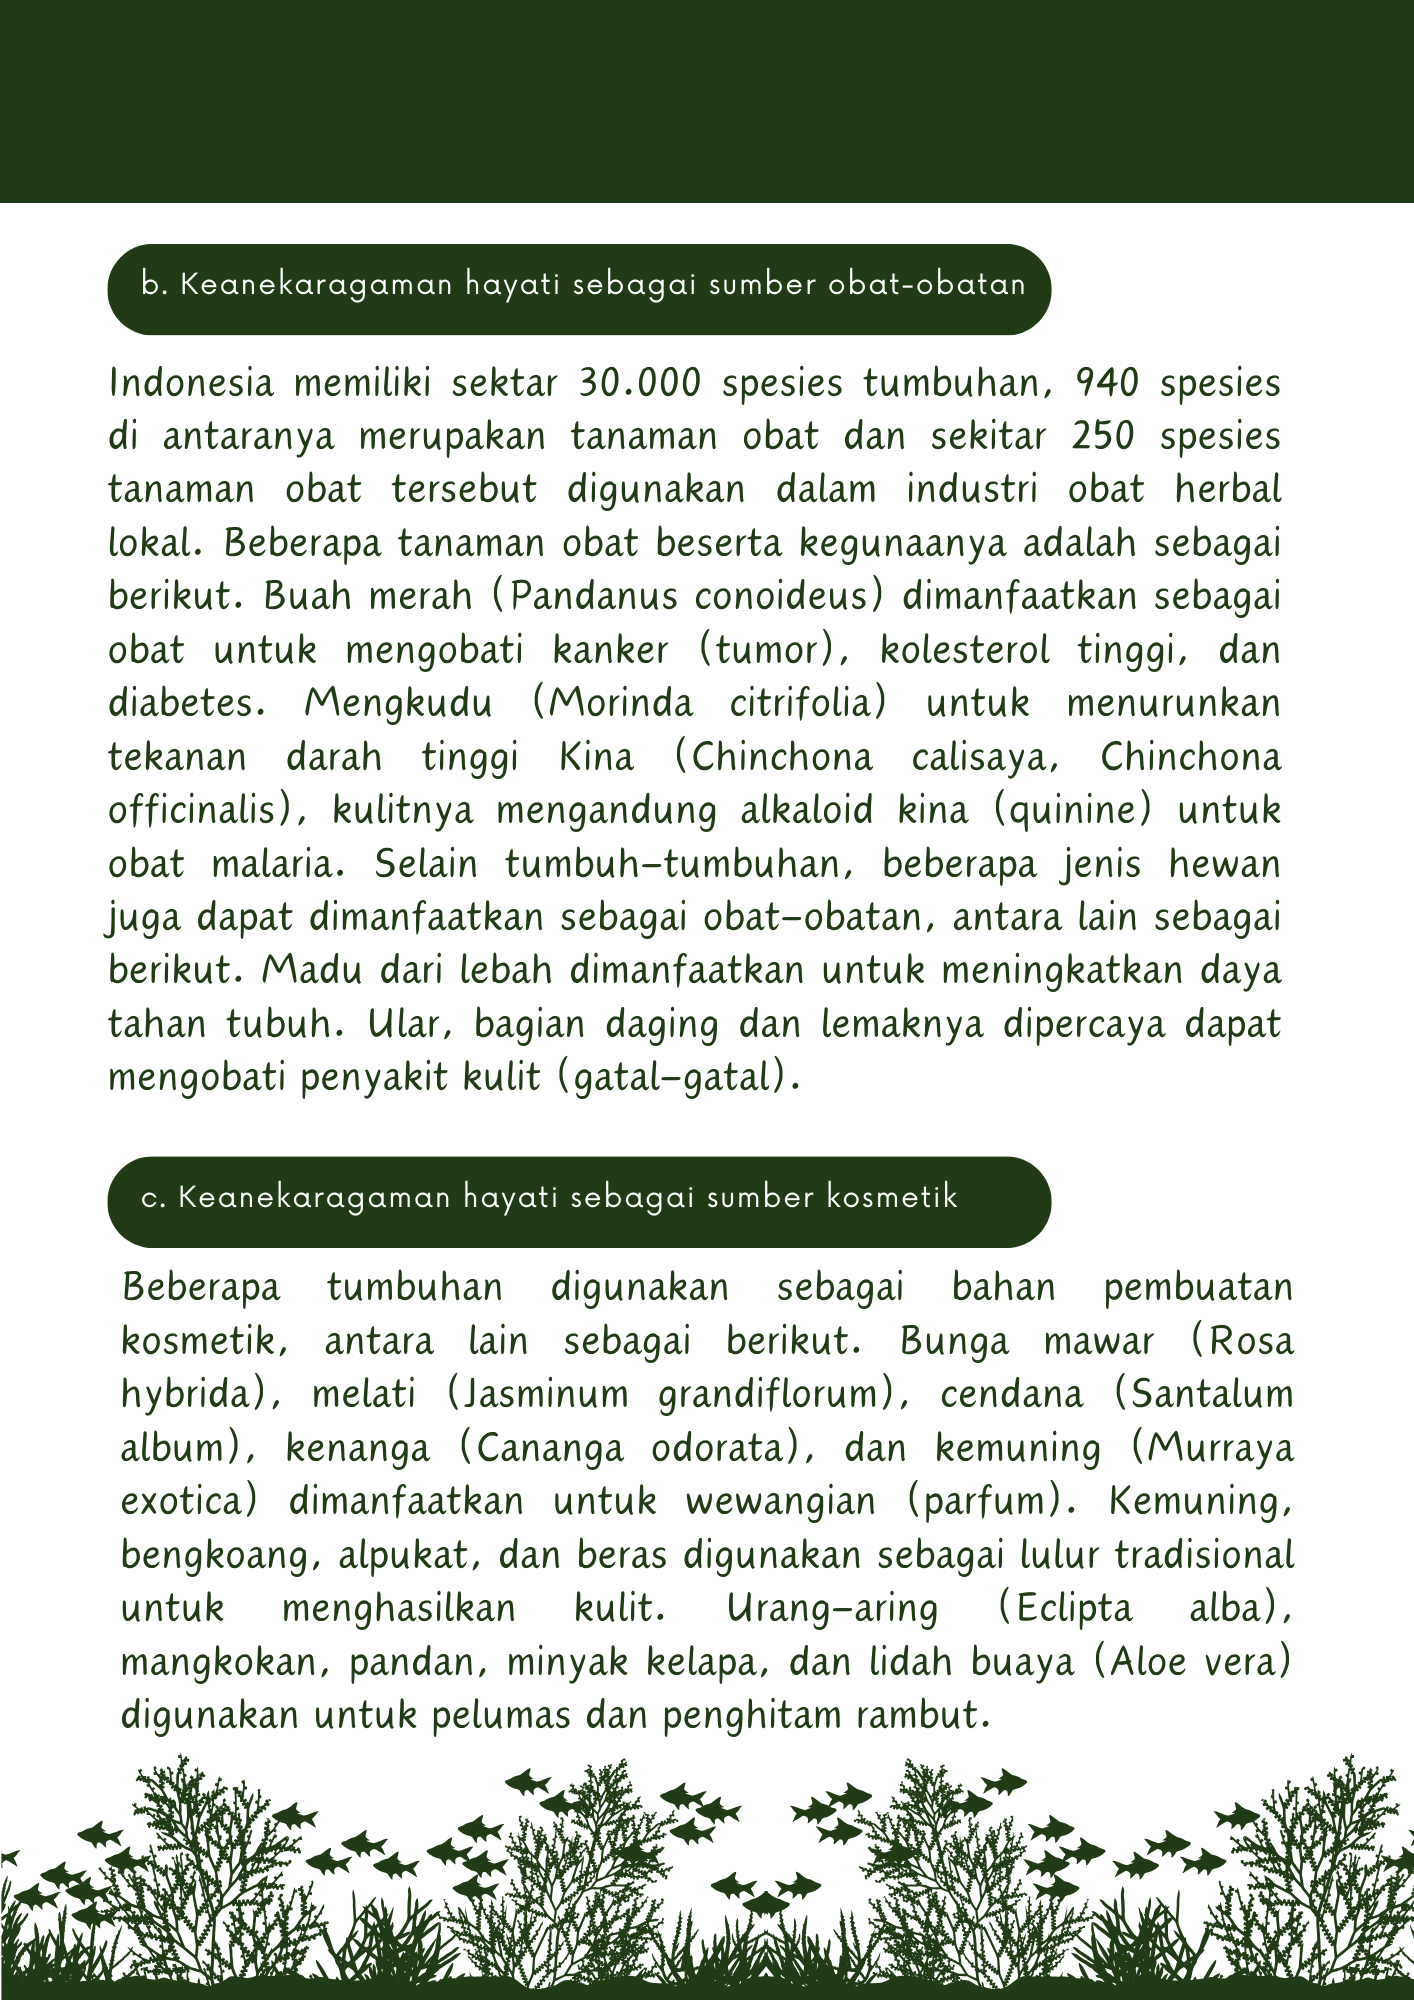 b. Keanekaragaman hayati sebagai sumber obat-obatan
Indonesia memiliki sektar 30.000 spesies tumbuhan, 940 spesies
di antaranya merupakan tanaman obat dan sekitar 250 spesies
tanaman obat tersebut digunakan dalam industri obat herbal
lokal. Beberapa tanaman obat beserta kegunaanya adalah sebagai
berikut. Buah merah (Pandanus conoideus) dimanfaatkan sebagai
obat untuk mengobati kanker (tumor), kolesterol tinggi, dan
diabetes. Mengkudu (Morinda citrifolia) untuk menurunkan
tekanan darah tinggi Kina (Chinchona calisaya, Chinchona
officinalis), kulitnya mengandung alkaloid kina (quinine) untuk
obat malaria. Selain tumbuh-tumbuhan, beberapa jenis hewan
juga dapat dimanfaatkan sebagai obat-obatan, antara lain sebagai
berikut. Madu dari lebah dimanfaatkan untuk meningkatkan daya
tahan tubuh. Ular, bagian daging dan lemaknya dipercaya dapat
mengobati penyakit kulit (gatal-gatal).
c. Keanekaragaman hayati sebagai sumber kosmetik
Beberapa tumbuhan digunakan sebagai bahan pembuatan
kosmetik, antara lain sebagai berikut. Bunga mawar (Rosa
hybrida), melati (Jasminum grandiflorum), cendana (Santalum
album), kenanga (Cananga odorata), dan kemuning (Murraya
exotica) dimanfaatkan untuk wewangian (parfum). Kemuning,
bengkoang, alpukat, dan beras digunakan sebagai lulur tradisional
untuk menghasilkan kulit. Urang-aring (Eclipta alba),
mangkokan, pandan, minyak kelapa, dan lidah buaya (Aloe vera)
digunakan untuk pelumas dan penghitam rambut.